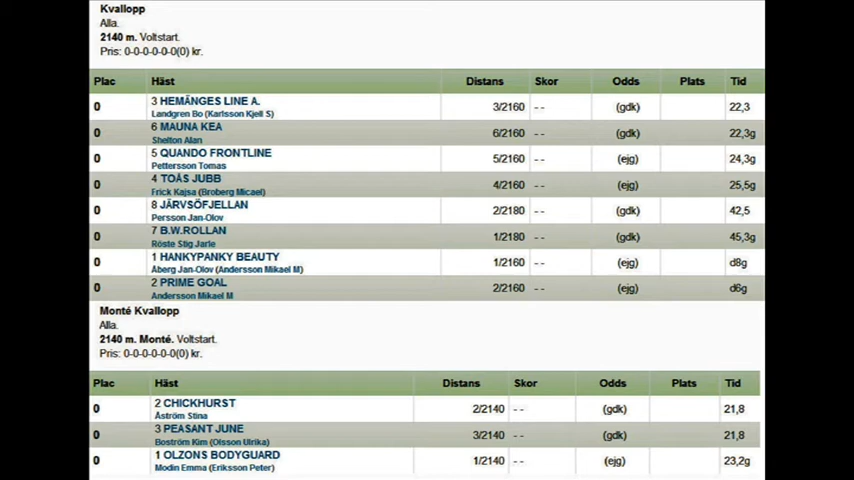 Kvallopp
Alla.
2140 m. Voltstart.
Pris: 0-0-0-0-0-0(0) kr.
Plac Häst Distans Skor Odds Plats Tid
0 3 HEMÄNGES LINE A. 3/2160 - - (gdk) 22,3
Landgren Bo (Karlsson Kjell S)
0 6 MAUNA KEA 6/2160 - - (gdk) 22,3g
Shelton Alan
0 5 QUANDO FRONTLINE 5/2160 - - (ejg) 24,3g
Pettersson Tomas
0 4 TOÅS JUBB 4/2160 - - (ejg) 25,5g
Frick Kajsa (Broberg Micael)
0 8 JÄRVSÖFJELLAN 2/2180 - - (gdk) 42,5
Persson Jan-Olov
0 7 B.W.ROLLAN 1/2180 - - (gdk) 45,3g
Röste Stig Jarle
0 1 HANKYPANKY BEAUTY 1/2160 - - (ejg) d8g
Åberg Jan-Olov (Andersson Mikael M)
0 2 PRIME GOAL 2/2160 - - (ejg) d6g
Andersson Mikael M
Monté Kvallopp
Alla.
2140 m. Monté. Voltstart.
Pris: 0-0-0-0-0-0(0) kr.
Plac Häst Distans Skor Odds Plats Tid
0 2 CHICKHURST 2/2140 - - (gdk) 21,8
Åström Stina
0 3 PEASANT JUNE 3/2140 - - (gdk) 21,8
Boström Kim (Olsson Ulrika)
0 1 OLZONS BODYGUARD 1/2140 - - (ejg) 23,2g
Modin Emma (Eriksson Peter)